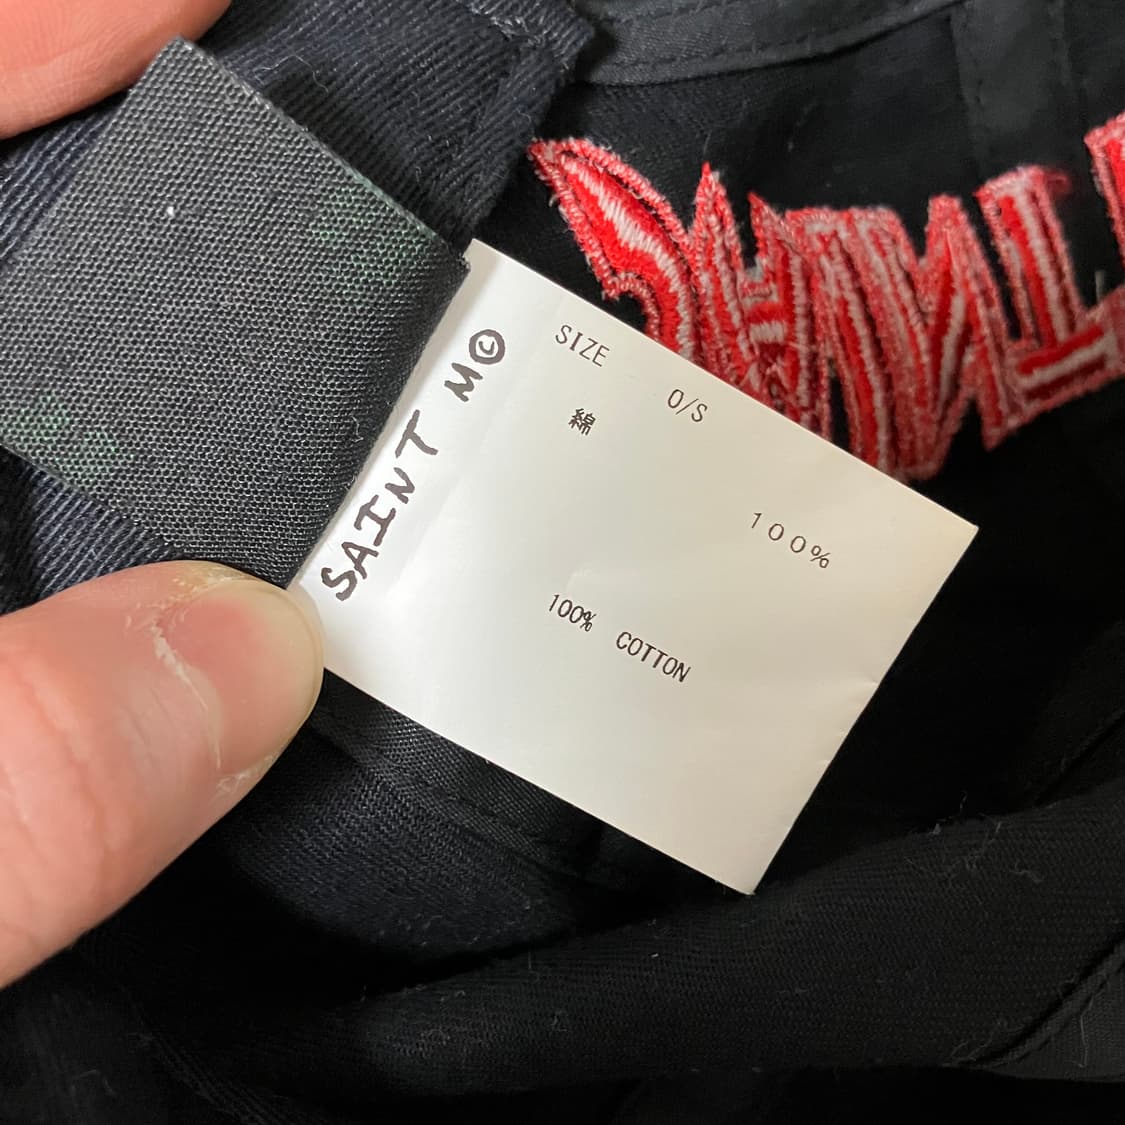 SAINT M©
SIZE O/S
綿 100%
100% COTTON